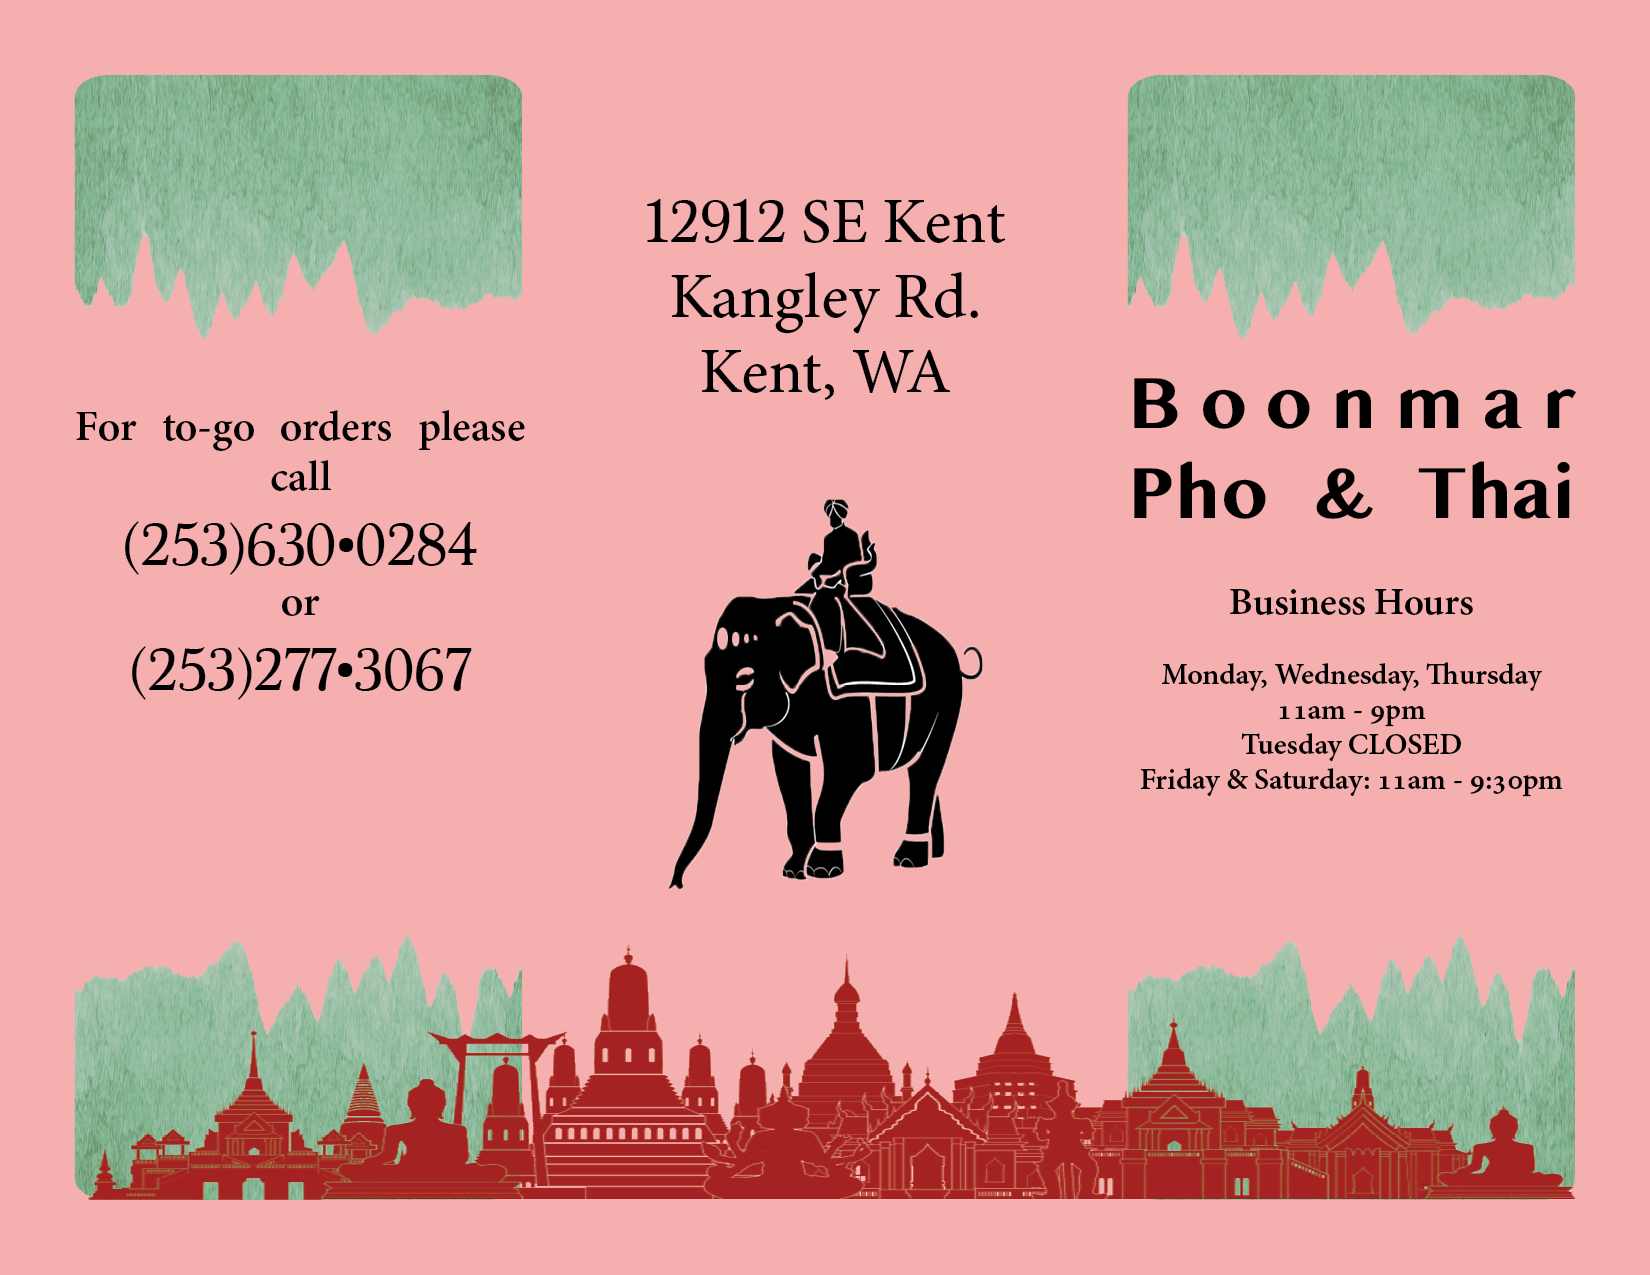 For to-go orders please
call
(253)630•0284
or
(253)277•3067
12912 SE Kent
Kangley Rd.
Kent, WA
Boonmar
Pho & Thai
Business Hours
Monday, Wednesday, Thursday
11am - 9pm
Tuesday CLOSED
Friday & Saturday: 11am - 9:30pm